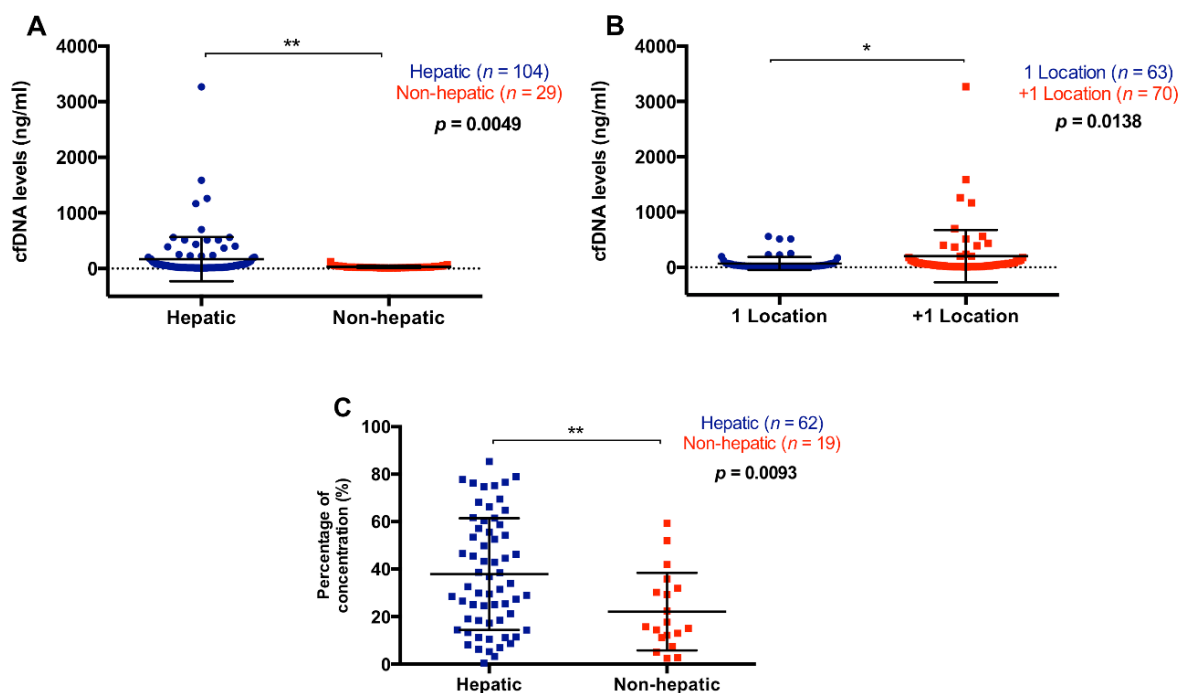 A
**
4000
3000
2000
1000
0
cfDNA levels (ng/ml)
Hepatic (n = 104)
Non-hepatic (n = 29)
p = 0.0049
Hepatic
Non-hepatic
B
*
4000
3000
2000
1000
0
cfDNA levels (ng/ml)
1 Location (n = 63)
+1 Location (n = 70)
p = 0.0138
1 Location
+1 Location
C
**
100
80
60
40
20
0
Percentage of
concentration (%)
Hepatic (n = 62)
Non-hepatic (n = 19)
p = 0.0093
Hepatic
Non-hepatic